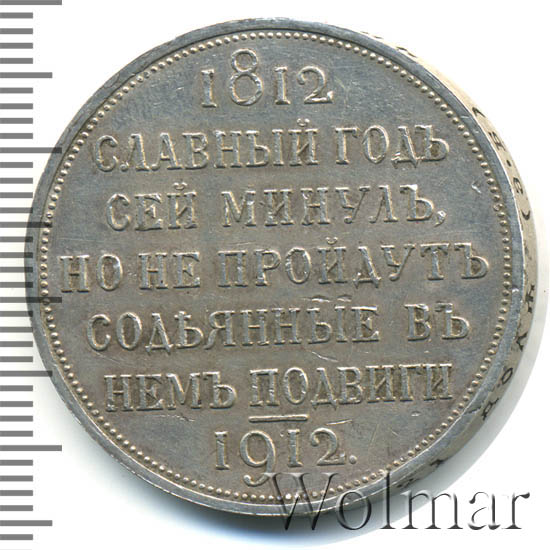 1812
СЛАВНЫЙ ГОДЪ
СЕЙ МИНУЛЪ,
НО НЕ ПРОЙДУТЪ
СОДѢЯННЫЕ ВЪ
НЕМЪ ПОДВИГИ
1912.
Wolmar